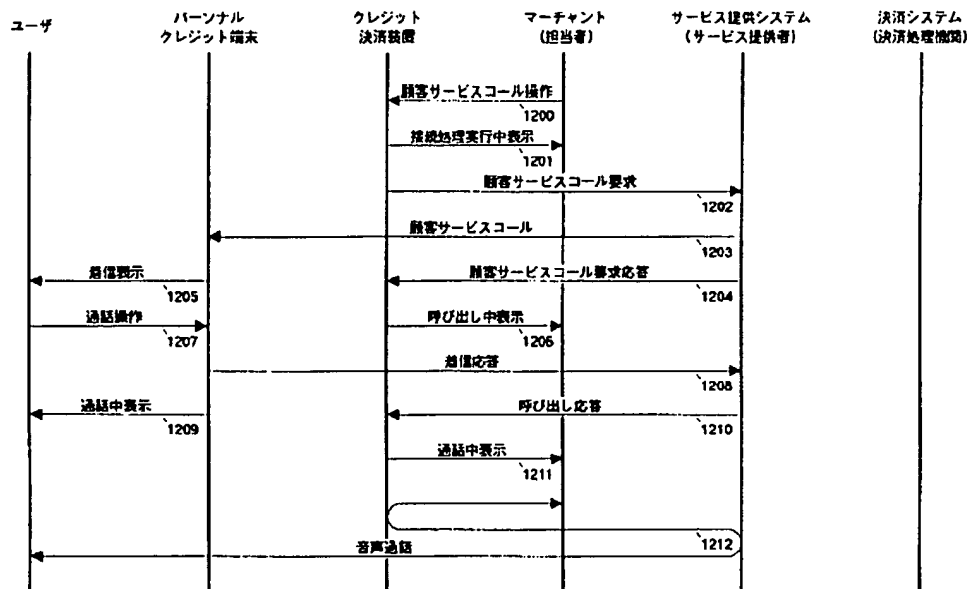 ユーザ
パーソナル
クレジット端末
クレジット
決済装置
マーチャント
(担当者)
サービス提供システム
(サービス提供者)
決済システム
(決済処理機関)
顧客サービスコール操作
1200
接続処理実行中表示
1201
顧客サービスコール要求
1202
顧客サービスコール
1203
着信表示
1205
顧客サービスコール要求応答
1204
通話操作
1207
呼び出し中表示
1206
着信応答
1208
通話中表示
1209
呼び出し応答
1210
通話中表示
1211
音声通話
1212